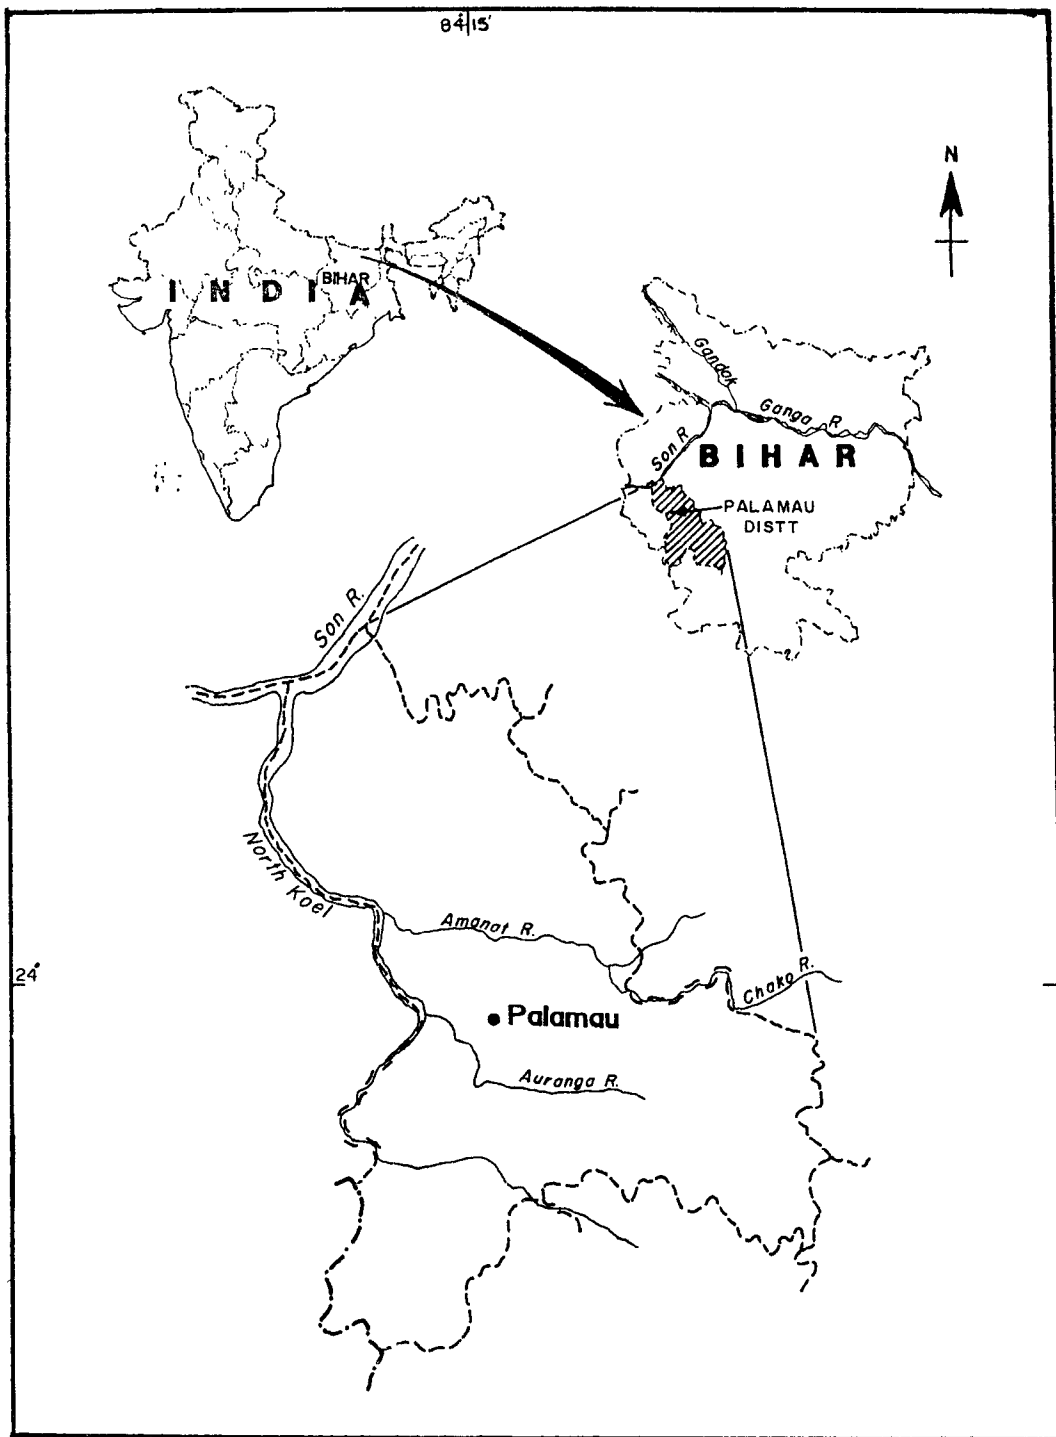 84°15'
N
INDIA
BIHAR
Gandak
Ganga R
Son R
BIHAR
PALAMAU
DISTT
Son R.
North Koel
Amanat R.
24°
Chako R.
Palamau
Auranga R.